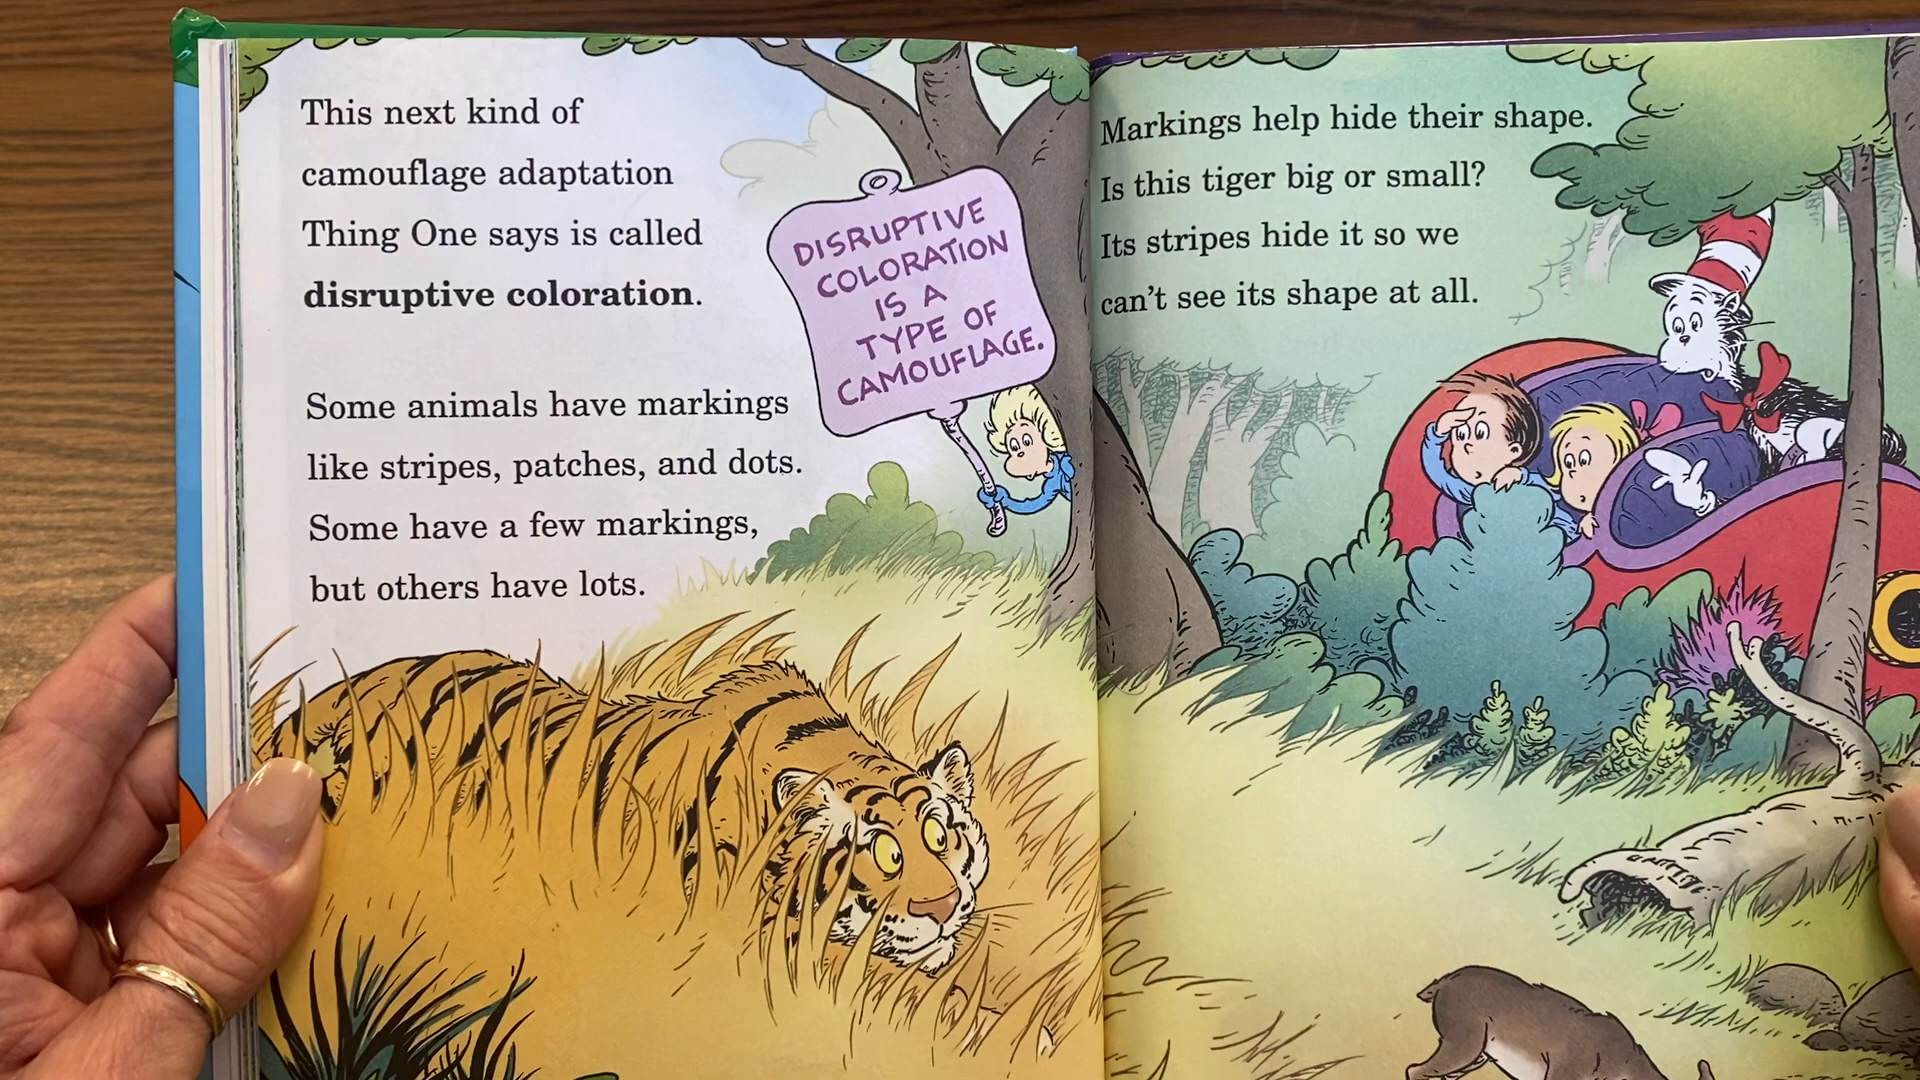 This next kind of
camouflage adaptation
Thing One says is called
disruptive coloration.
Some animals have markings
like stripes, patches, and dots.
Some have a few markings,
but others have lots.
DISRUPTIVE
COLORATION
IS A
TYPE OF
CAMOUFLAGE.
Markings help hide their shape.
Is this tiger big or small?
Its stripes hide it so we
can't see its shape at all.